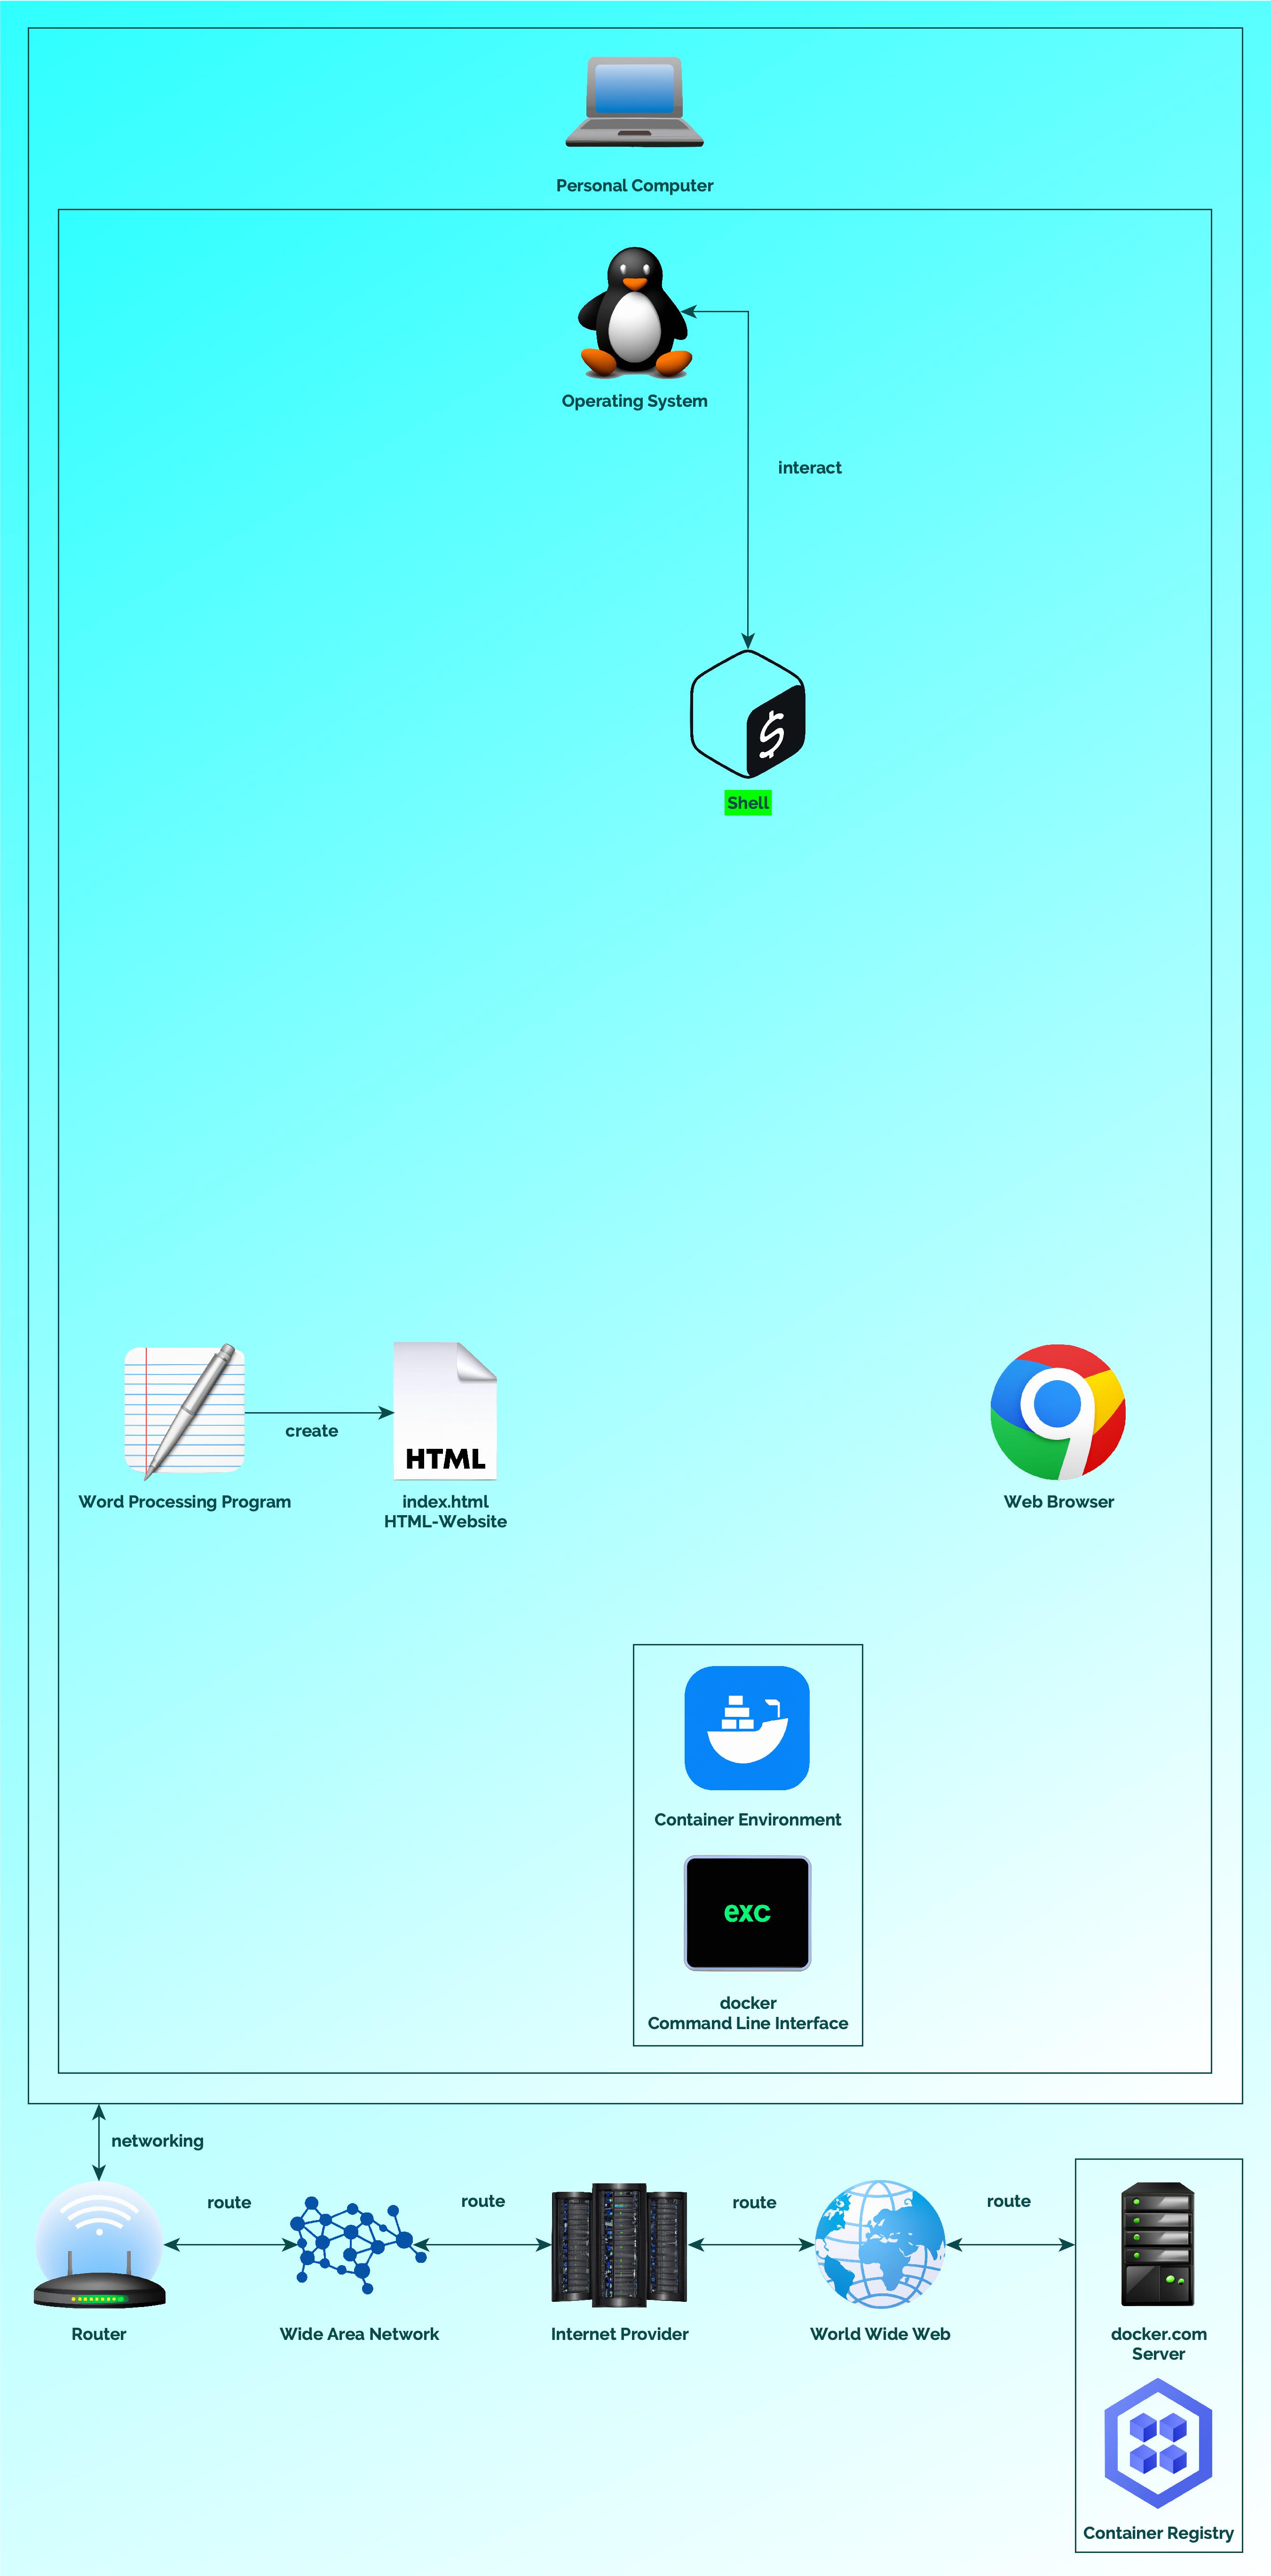 Personal Computer
Operating System
interact
$
Shell
create
HTML
Word Processing Program
index.html
HTML-Website
Web Browser
Container Environment
exc
docker
Command Line Interface
networking
route
route
route
route
Router
Wide Area Network
Internet Provider
World Wide Web
docker.com
Server
Container Registry